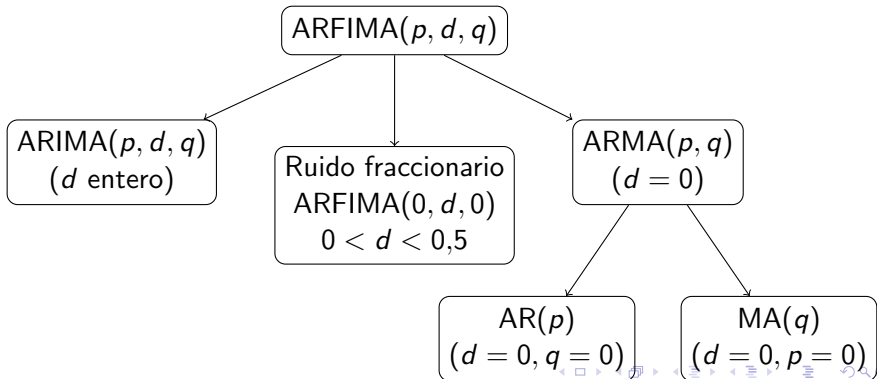 ARFIMA(p, d, q)
ARIMA(p, d, q)
(d entero)
Ruido fraccionario
ARFIMA(0, d, 0)
0 < d < 0,5
ARMA(p, q)
(d = 0)
AR(p)
(d = 0, q = 0)
MA(q)
(d = 0, p = 0)